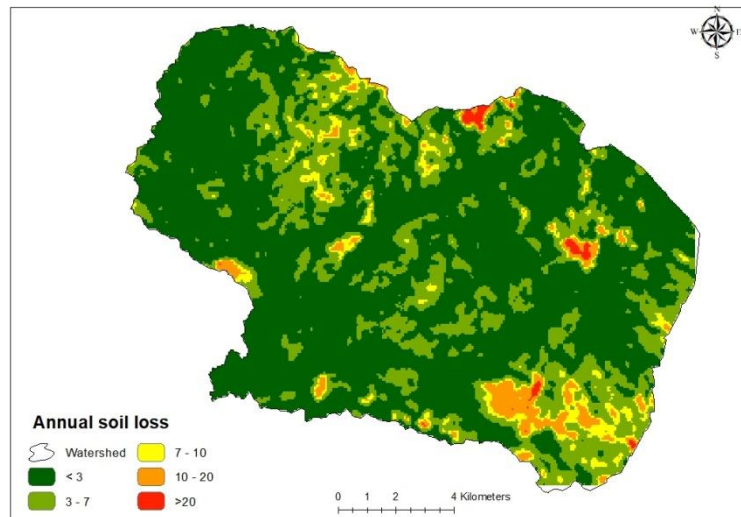 N
W E
S
Annual soil loss
Watershed
< 3
3 - 7
7 - 10
10 - 20
>20
0 1 2 4 Kilometers